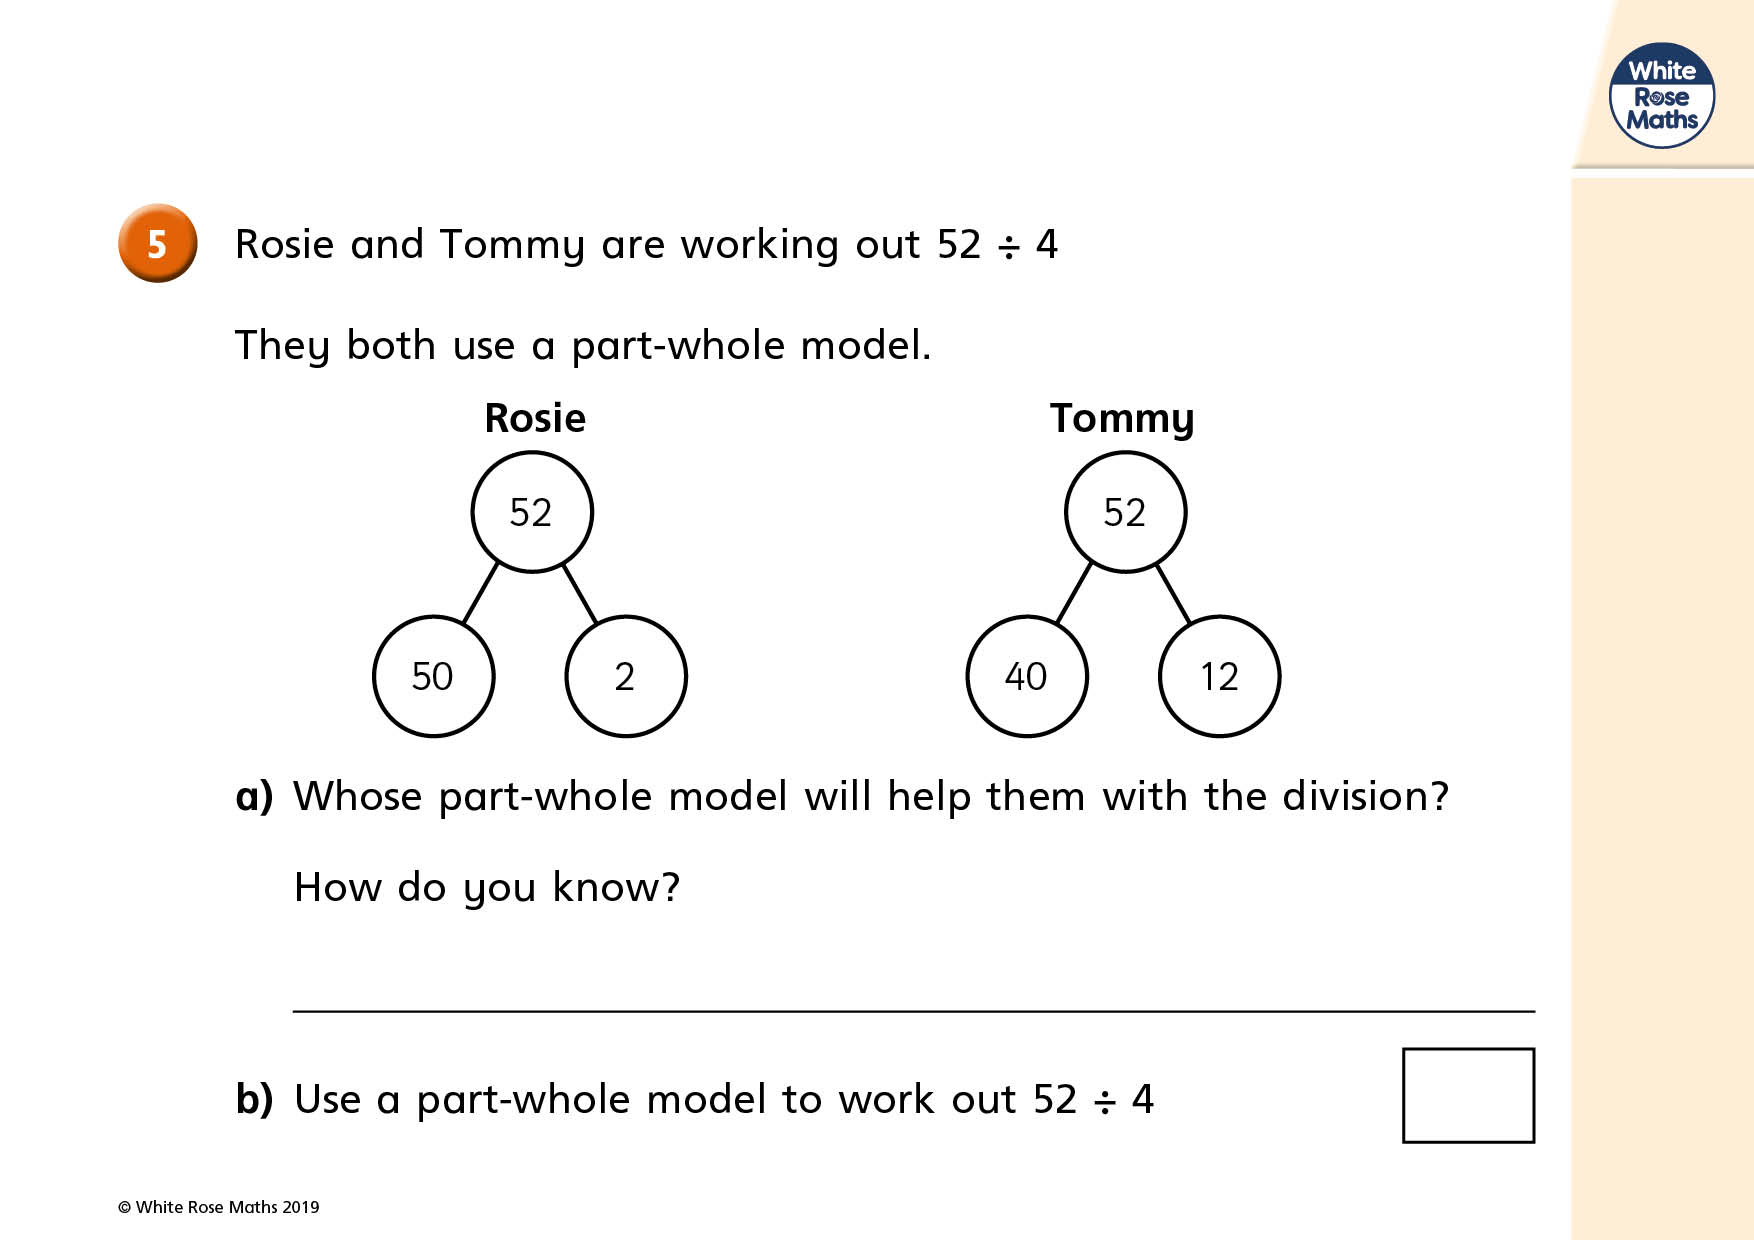 White
Rose
Maths
5 Rosie and Tommy are working out 52 ÷ 4
They both use a part-whole model.
Rosie Tommy
52 52
50 2 40 12
a) Whose part-whole model will help them with the division?
How do you know?
b) Use a part-whole model to work out 52 ÷ 4
© White Rose Maths 2019